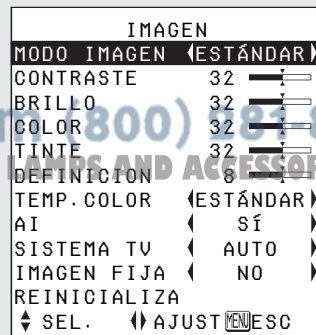 IMAGEN
MODO IMAGEN ESTÁNDAR
CONTRASTE 32
BRILLO 32
COLOR 32
TINTE 32
DEFINICION 8
TEMP.COLOR ESTÁNDAR
AI SÍ
SISTEMA TV AUTO
IMAGEN FIJA NO
REINICIALIZA
SEL. AJUST MENU ESC